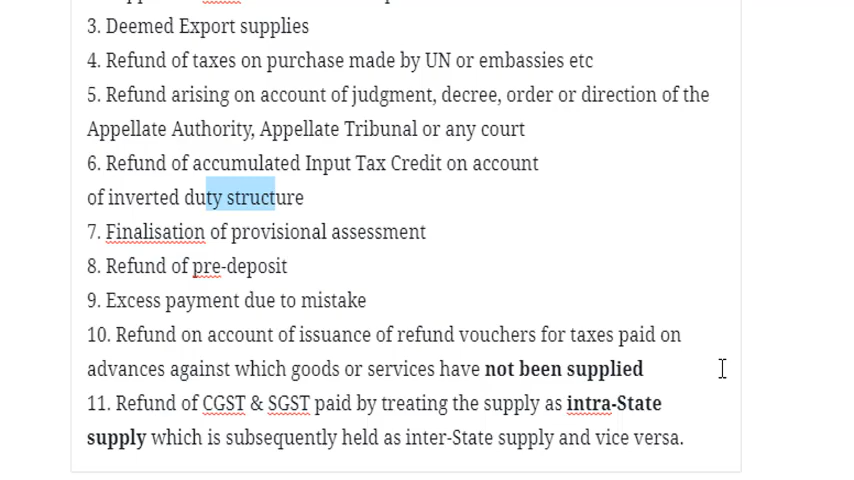 3. Deemed Export supplies
4. Refund of taxes on purchase made by UN or embassies etc
5. Refund arising on account of judgment, decree, order or direction of the
Appellate Authority, Appellate Tribunal or any court
6. Refund of accumulated Input Tax Credit on account
of inverted duty structure
7. Finalisation of provisional assessment
8. Refund of pre-deposit
9. Excess payment due to mistake
10. Refund on account of issuance of refund vouchers for taxes paid on
advances against which goods or services have not been supplied
11. Refund of CGST & SGST paid by treating the supply as intra-State
supply which is subsequently held as inter-State supply and vice versa.